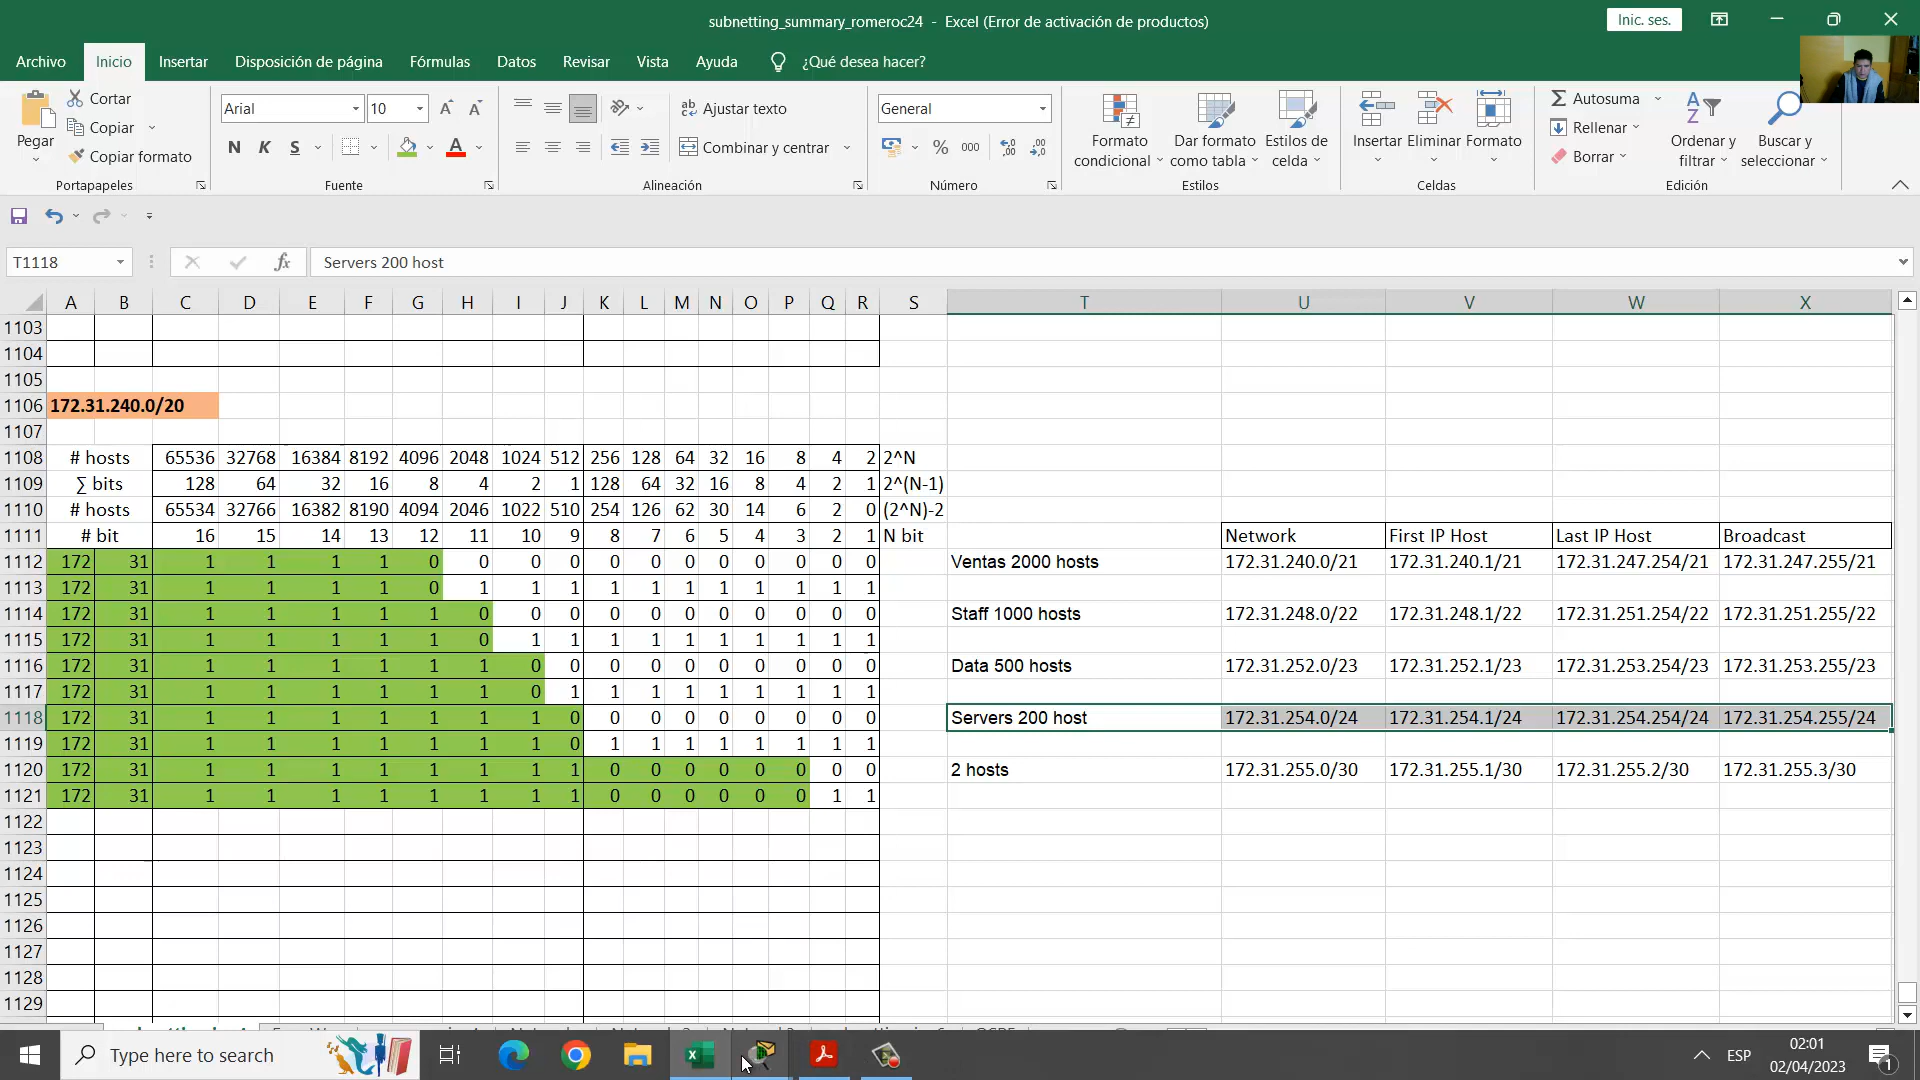 subnetting_summary_romeroc24 - Excel (Error de activación de productos)
Inic. ses.
Archivo Inicio Insertar Disposición de página Fórmulas Datos Revisar Vista Ayuda ¿Qué desea hacer?
Pegar
Cortar
Copiar
Copiar formato
Portapapeles
Arial 10
N K S
Fuente
Ajustar texto
Combinar y centrar
Alineación
General
% 000
Número
Formato condicional
Dar formato como tabla
Estilos de celda
Estilos
Insertar Eliminar Formato
Celdas
Autosuma
Rellenar
Borrar
Ordenar y filtrar
Buscar y seleccionar
Edición
T1118 fx Servers 200 host
A B C D E F G H I J K L M N O P Q R S T U V W X
1103
1104
1105
1106 172.31.240.0/20
1107
1108 # hosts 65536 32768 16384 8192 4096 2048 1024 512 256 128 64 32 16 8 4 2 2^N
1109 ∑ bits 128 64 32 16 8 4 2 1 128 64 32 16 8 4 2 1 2^(N-1)
1110 # hosts 65534 32766 16382 8190 4094 2046 1022 510 254 126 62 30 14 6 2 0 (2^N)-2
1111 # bit 16 15 14 13 12 11 10 9 8 7 6 5 4 3 2 1 N bit Network First IP Host Last IP Host Broadcast
1112 172 31 1 1 1 1 0 0 0 0 0 0 0 0 0 0 0 0 Ventas 2000 hosts 172.31.240.0/21 172.31.240.1/21 172.31.247.254/21 172.31.247.255/21
1113 172 31 1 1 1 1 0 1 1 1 1 1 1 1 1 1 1 1
1114 172 31 1 1 1 1 1 0 0 0 0 0 0 0 0 0 0 0 Staff 1000 hosts 172.31.248.0/22 172.31.248.1/22 172.31.251.254/22 172.31.251.255/22
1115 172 31 1 1 1 1 1 0 1 1 1 1 1 1 1 1 1 1
1116 172 31 1 1 1 1 1 1 0 0 0 0 0 0 0 0 0 0 Data 500 hosts 172.31.252.0/23 172.31.252.1/23 172.31.253.254/23 172.31.253.255/23
1117 172 31 1 1 1 1 1 1 0 1 1 1 1 1 1 1 1 1
1118 172 31 1 1 1 1 1 1 1 0 0 0 0 0 0 0 0 0 Servers 200 host 172.31.254.0/24 172.31.254.1/24 172.31.254.254/24 172.31.254.255/24
1119 172 31 1 1 1 1 1 1 1 0 1 1 1 1 1 1 1 1
1120 172 31 1 1 1 1 1 1 1 1 0 0 0 0 0 0 0 0 2 hosts 172.31.255.0/30 172.31.255.1/30 172.31.255.2/30 172.31.255.3/30
1121 172 31 1 1 1 1 1 1 1 1 0 0 0 0 0 0 1 1
1122
1123
1124
1125
1126
1127
1128
1129
Type here to search
ESP
02:01
02/04/2023
1